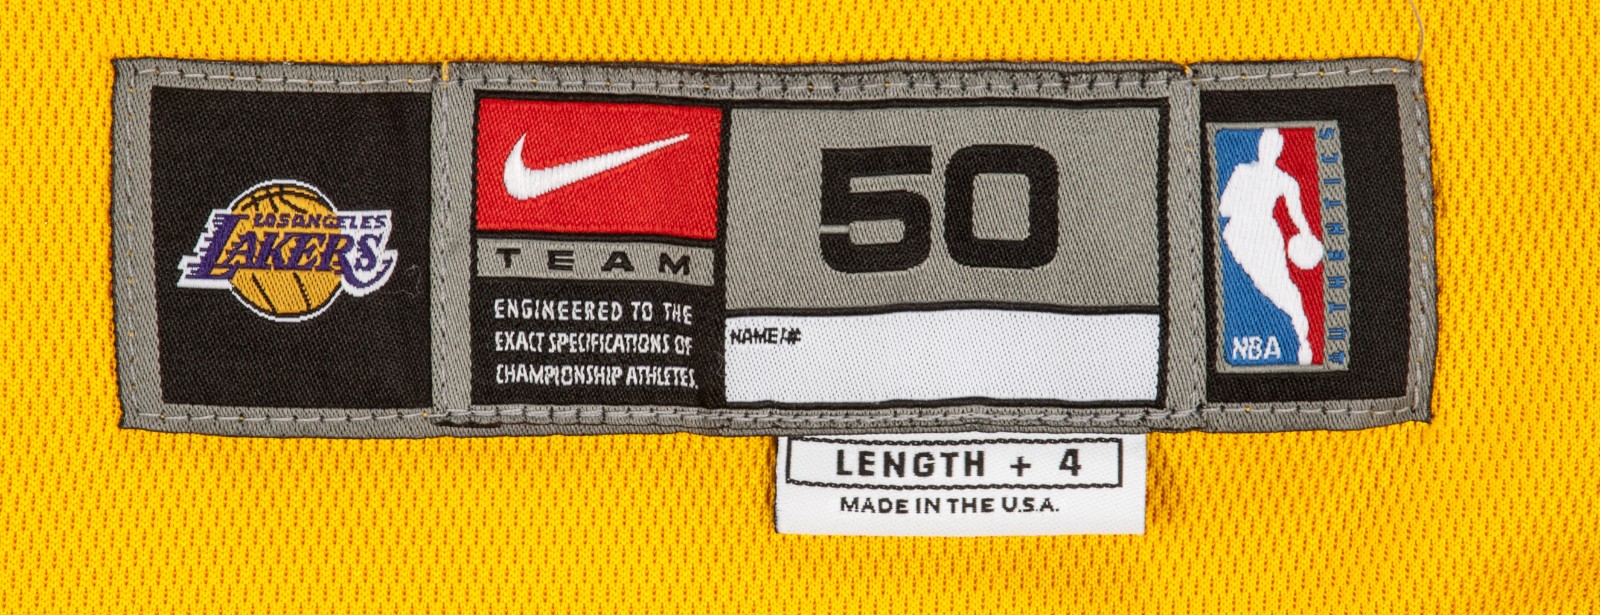 LOS ANGELES
LAKERS
TEAM
ENGINEERED TO THE
EXACT SPECIFICATIONS OF
CHAMPIONSHIP ATHLETES.
50
NAME/#
NBA
AUTHENTICS
LENGTH + 4
MADE IN THE U.S.A.